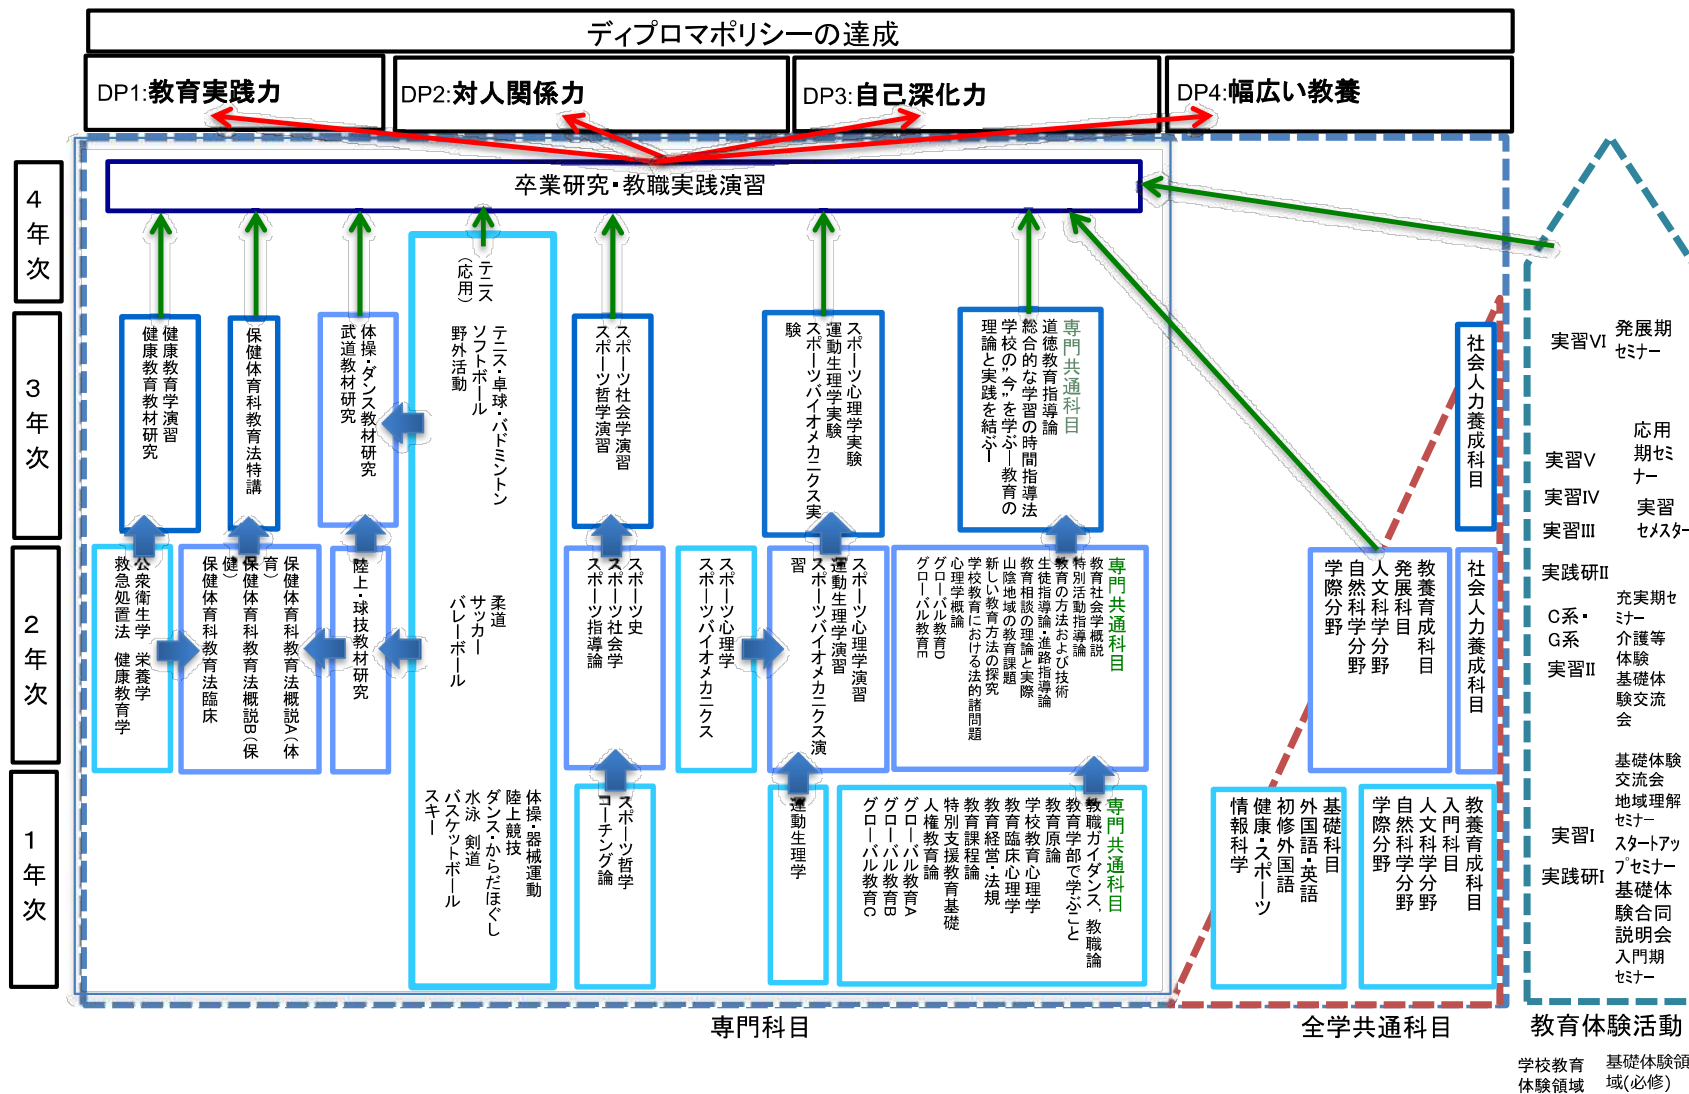 ディプロマポリシーの達成
DP1:教育実践力
DP2:対人関係力
DP3:自己深化力
DP4:幅広い教養
4年次
卒業研究・教職実践演習
テニス
(応用)
3年次
健康教育学演習
健康教育教材研究
保健体育科教育法特講
体操・ダンス教材研究
武道教材研究
テニス・卓球・バドミントン
ソフトボール
野外活動
スポーツ社会学演習
スポーツ哲学演習
スポーツ心理学実験
運動生理学実験
スポーツバイオメカニクス実
験
専門共通科目
道徳教育指導論
総合的な学習の時間指導法
学校の”今”を学ぶ―教育の
理論と実践を結ぶ―
社会人力養成科目
2年次
公衆衛生学 栄養学
救急処置法 健康教育学
保健体育科教育法概説A(体
育)
保健体育科教育法概説B(保
健)
保健体育科教育法臨床
陸上・球技教材研究
柔道
サッカー
バレーボール
スポーツ史
スポーツ社会学
スポーツ指導論
スポーツ心理学
スポーツバイオメカニクス
スポーツ心理学演習
運動生理学演習
スポーツバイオメカニクス演
習
専門共通科目
教育社会学概説
特別活動指導論
教育の方法および技術
生徒指導論・進路指導論
教育相談の理論と実際
山陰地域の教育課題
新しい教育方法の探究
学校教育における法的諸問題
心理学概論
グローバル教育D
グローバル教育E
教養育成科目
発展科目
人文科学分野
自然科学分野
学際分野
社会人力養成科目
1年次
体操・器械運動
陸上競技
ダンス・からだほぐし
水泳 剣道
バスケットボール
スキー
スポーツ哲学
コーチング論
運動生理学
専門共通科目
教職ガイダンス,教職論
教育学部で学ぶこと
教育原論
学校教育心理学
教育臨床心理学
教育経営・法規
教育課程論
特別支援教育基礎
人権教育論
グローバル教育A
グローバル教育B
グローバル教育C
基礎科目
外国語・英語
初修外国語
健康・スポーツ
情報科学
教養育成科目
入門科目
人文科学分野
自然科学分野
学際分野
実習VI
発展期
セミナー
実習V
実習IV
実習III
応用
期セミ
ナー
実習
セメスター
実践研II
C系・
G系
実習II
充実期セ
ミナー
介護等
体験
基礎体
験交流
会
実習I
実践研I
基礎体験
交流会
地域理解
セミナー
スタートアッ
プセミナー
基礎体
験合同
説明会
入門期
セミナー
専門科目
全学共通科目
教育体験活動
学校教育
体験領域
基礎体験領
域(必修)